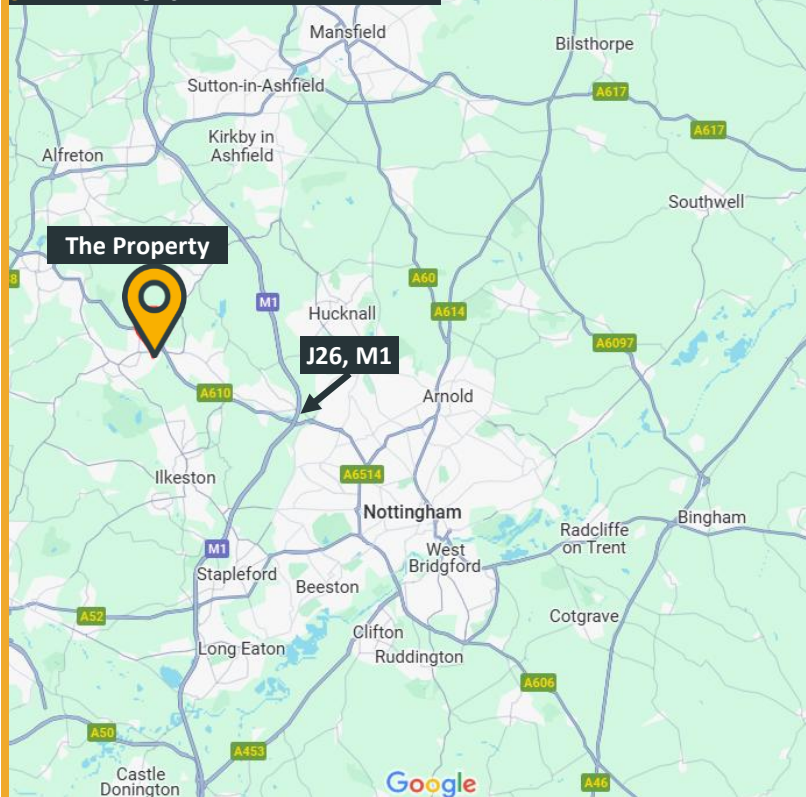 Mansfield
Bilsthorpe
Sutton-in-Ashfield
A617
A617
Kirkby in
Ashfield
Alfreton
Southwell
The Property
8
A60
M1
Hucknall
A614
J26, M1
A6097
A610
Arnold
Ilkeston
A6514
Nottingham
Bingham
Radcliffe
on Trent
M1
West
Bridgford
Stapleford
Beeston
A52
Cotgrave
Clifton
Long Eaton
Ruddington
A606
A50
A453
Castle
Donington
Google
A46